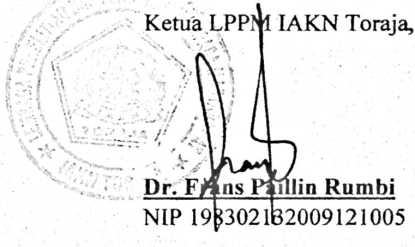 Ketua LPPM IAKN Toraja,
Dr. Frans Paillin Rumbi
NIP 198302162009121005